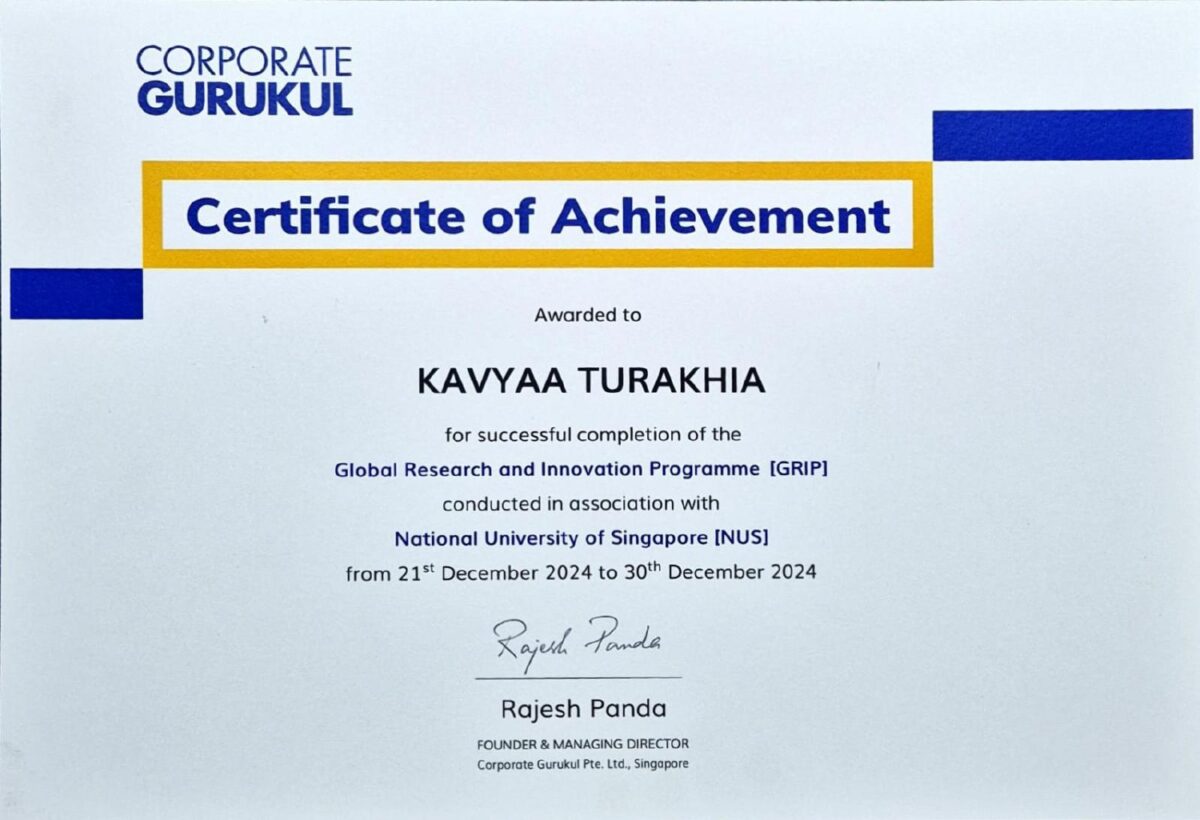 CORPORATE
GURUKUL
Certificate of Achievement
Awarded to
KAVYAA TURAKHIA
for successful completion of the
Global Research and Innovation Programme [GRIP]
conducted in association with
National University of Singapore [NUS]
from 21st December 2024 to 30th December 2024
Rajesh Panda
Rajesh Panda
FOUNDER & MANAGING DIRECTOR
Corporate Gurukul Pte. Ltd., Singapore